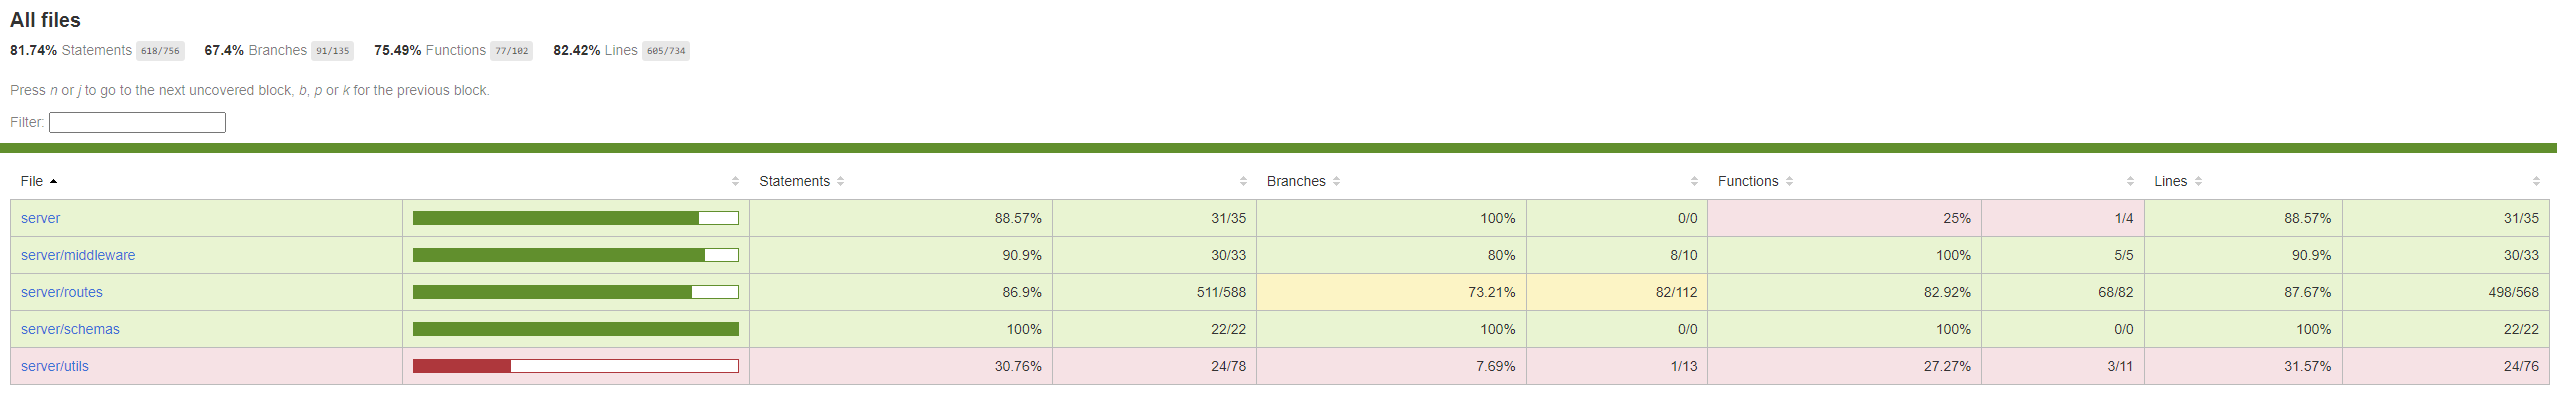 All files
81.74% Statements 618/756 67.4% Branches 91/135 75.49% Functions 77/102 82.42% Lines 605/734
Press n or j to go to the next uncovered block, b, p or k for the previous block.
Filter:
File Statements Branches Functions Lines
server 88.57% 31/35 100% 0/0 25% 1/4 88.57% 31/35
server/middleware 90.9% 30/33 80% 8/10 100% 5/5 90.9% 30/33
server/routes 86.9% 511/588 73.21% 82/112 82.92% 68/82 87.67% 498/568
server/schemas 100% 22/22 100% 0/0 100% 0/0 100% 22/22
server/utils 30.76% 24/78 7.69% 1/13 27.27% 3/11 31.57% 24/76